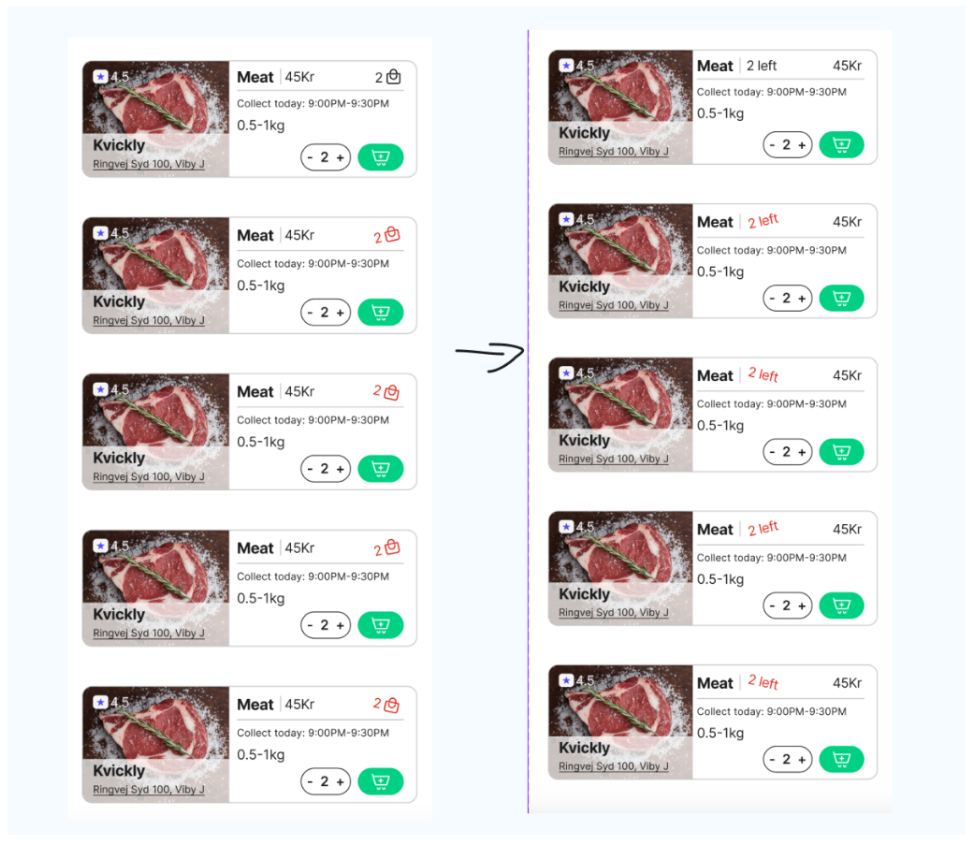 4.5
Meat 45Kr 2
Collect today: 9:00PM-9:30PM
0.5-1kg
Kvickly
Ringvej Syd 100, Viby J
- 2 +
4.5
Meat 45Kr 2
Collect today: 9:00PM-9:30PM
0.5-1kg
Kvickly
Ringvej Syd 100, Viby J
- 2 +
4.5
Meat 45Kr 2
Collect today: 9:00PM-9:30PM
0.5-1kg
Kvickly
Ringvej Syd 100, Viby J
- 2 +
4.5
Meat 45Kr 2
Collect today: 9:00PM-9:30PM
0.5-1kg
Kvickly
Ringvej Syd 100, Viby J
- 2 +
4.5
Meat 45Kr 2
Collect today: 9:00PM-9:30PM
0.5-1kg
Kvickly
Ringvej Syd 100, Viby J
- 2 +
4.5
Meat 2 left 45Kr
Collect today: 9:00PM-9:30PM
0.5-1kg
Kvickly
Ringvej Syd 100, Viby J
- 2 +
4.5
Meat 2 left 45Kr
Collect today: 9:00PM-9:30PM
0.5-1kg
Kvickly
Ringvej Syd 100, Viby J
- 2 +
4.5
Meat 2 left 45Kr
Collect today: 9:00PM-9:30PM
0.5-1kg
Kvickly
Ringvej Syd 100, Viby J
- 2 +
4.5
Meat 2 left 45Kr
Collect today: 9:00PM-9:30PM
0.5-1kg
Kvickly
Ringvej Syd 100, Viby J
- 2 +
4.5
Meat 2 left 45Kr
Collect today: 9:00PM-9:30PM
0.5-1kg
Kvickly
Ringvej Syd 100, Viby J
- 2 +